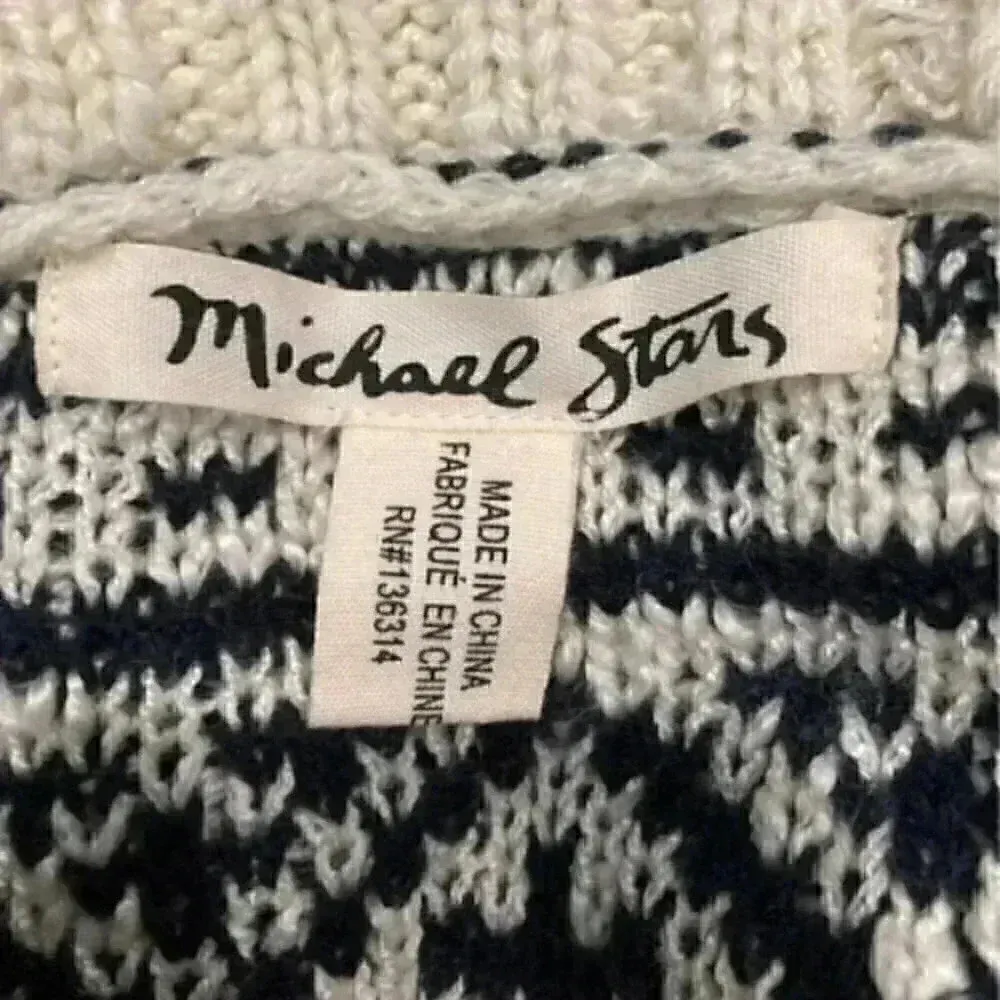 Michael Stars
MADE IN CHINA
FABRIQUÉ EN CHINE
RN#136314